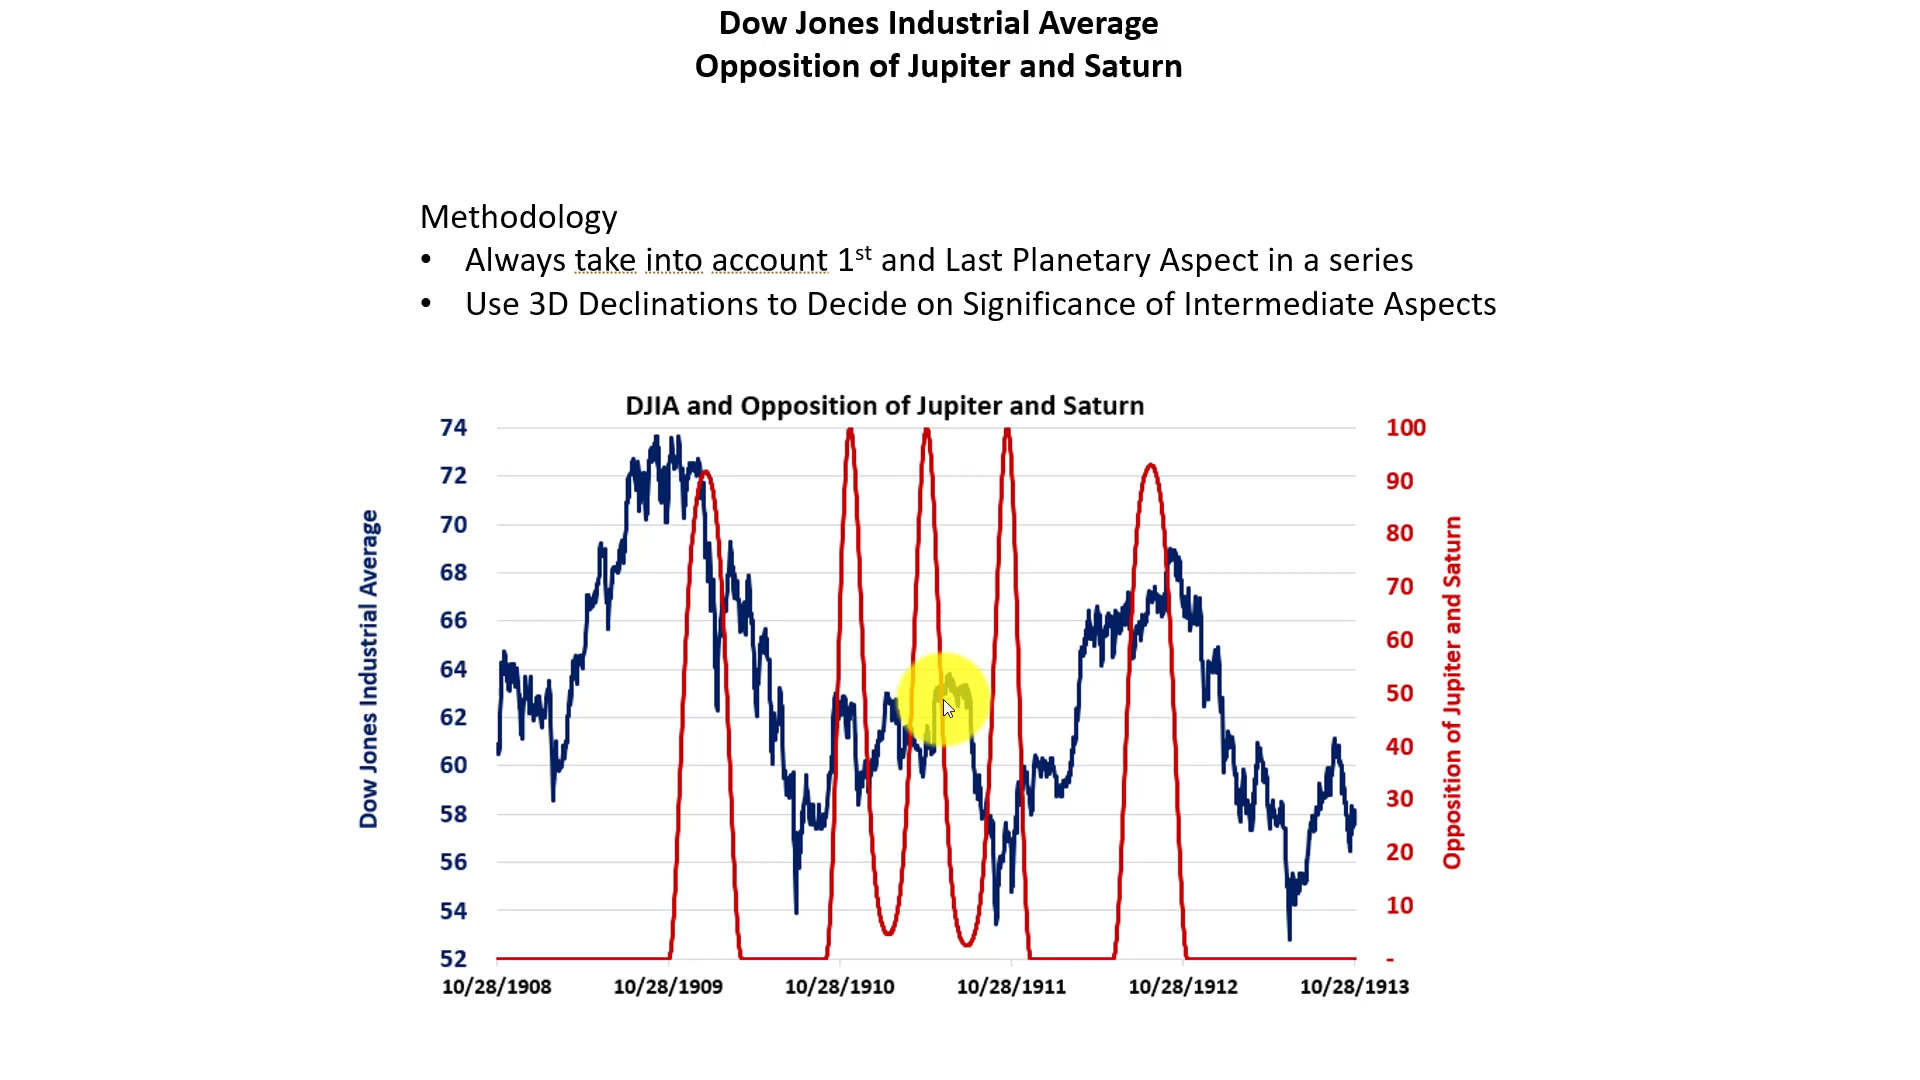 Dow Jones Industrial Average
Opposition of Jupiter and Saturn
Methodology
• Always take into account 1st and Last Planetary Aspect in a series
• Use 3D Declinations to Decide on Significance of Intermediate Aspects
DJIA and Opposition of Jupiter and Saturn
Dow Jones Industrial Average
74
72
70
68
66
64
62
60
58
56
54
52
100
90
80
70
60
50
40
30
20
10
-
Opposition of Jupiter and Saturn
10/28/1908 10/28/1909 10/28/1910 10/28/1911 10/28/1912 10/28/1913